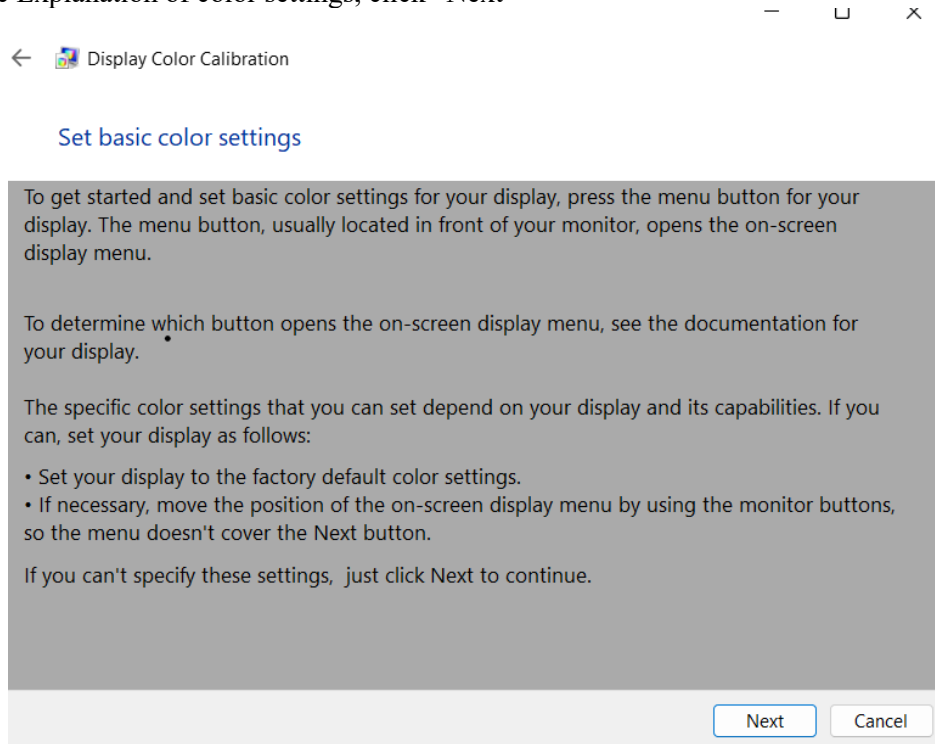 Explanation of color settings, click "Next"
Display Color Calibration
Set basic color settings
To get started and set basic color settings for your display, press the menu button for your
display. The menu button, usually located in front of your monitor, opens the on-screen
display menu.
To determine which button opens the on-screen display menu, see the documentation for
your display.
The specific color settings that you can set depend on your display and its capabilities. If you
can, set your display as follows:
• Set your display to the factory default color settings.
• If necessary, move the position of the on-screen display menu by using the monitor buttons,
so the menu doesn't cover the Next button.
If you can't specify these settings,  just click Next to continue.
Next
Cancel